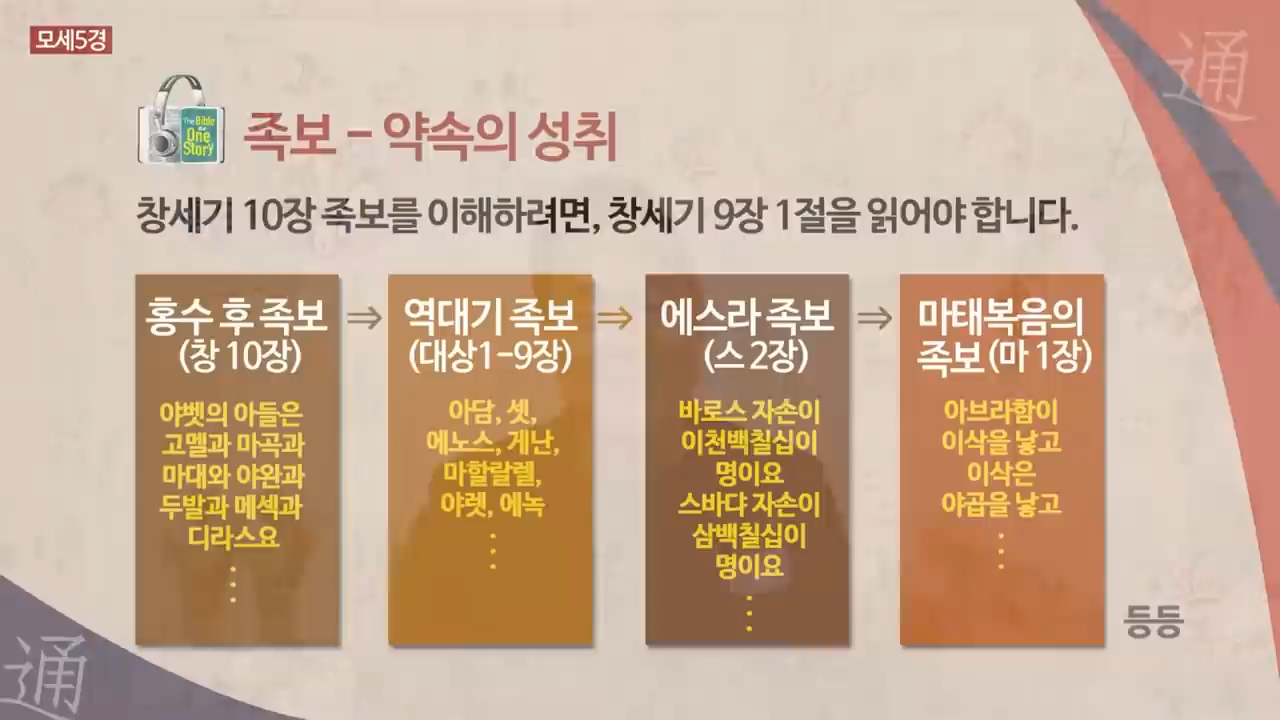 모세5경
通
The Bible
One
Story
족보 - 약속의 성취
창세기 10장 족보를 이해하려면, 창세기 9장 1절을 읽어야 합니다.
홍수 후 족보
(창 10장)
야벳의 아들은
고멜과 마곡과
마대와 야완과
두발과 메섹과
디라스요
⇒
역대기 족보
(대상1-9장)
아담, 셋,
에노스, 게난,
마할랄렐,
야렛, 에녹
⇒
에스라 족보
(스 2장)
바로스 자손이
이천백칠십이
명이요
스바댜 자손이
삼백칠십이
명이요
⇒
마태복음의
족보 (마 1장)
아브라함이
이삭을 낳고
이삭은
야곱을 낳고
등등
通